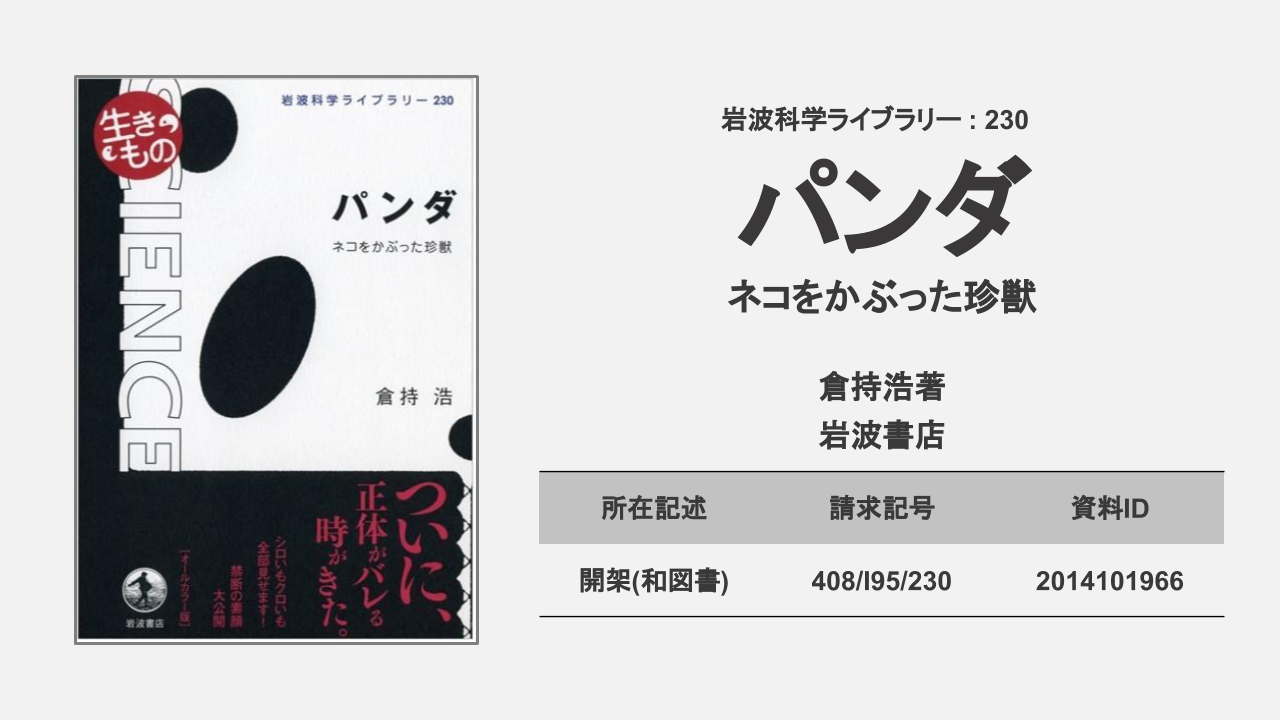 SCIENCE
生き
もの
岩波科学ライブラリー 230
パンダ
ネコをかぶった珍獣
倉持 浩
ついに、
正体がバレる
時がきた。
シロいもクロいも
全部見せます!
禁断の素顔
大公開
[オールカラー版]
岩波書店
岩波科学ライブラリー : 230
パンダ
ネコをかぶった珍獣
倉持浩著
岩波書店
所在記述 請求記号 資料ID
開架(和図書) 408/I95/230 2014101966